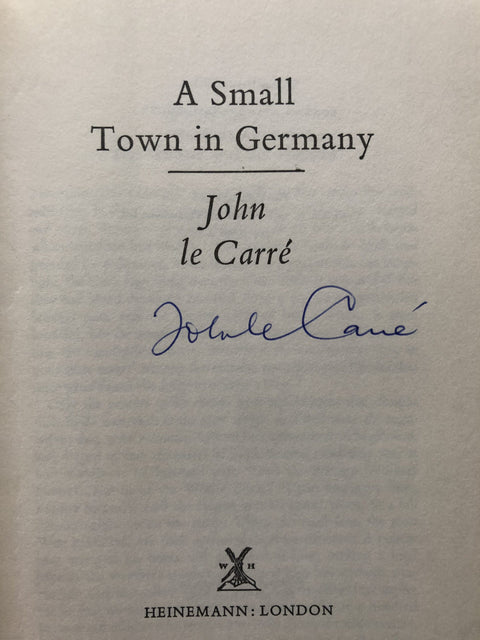 A Small
Town in Germany
John
le Carré
John le Carré
W H
HEINEMANN: LONDON